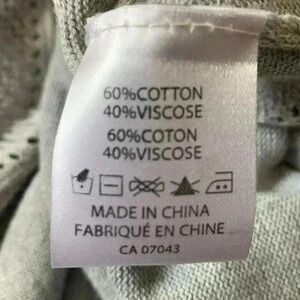 60%COTTON
40%VISCOSE
60%COTON
40%VISCOSE
MADE IN CHINA
FABRIQUÉ EN CHINE
CA 07043